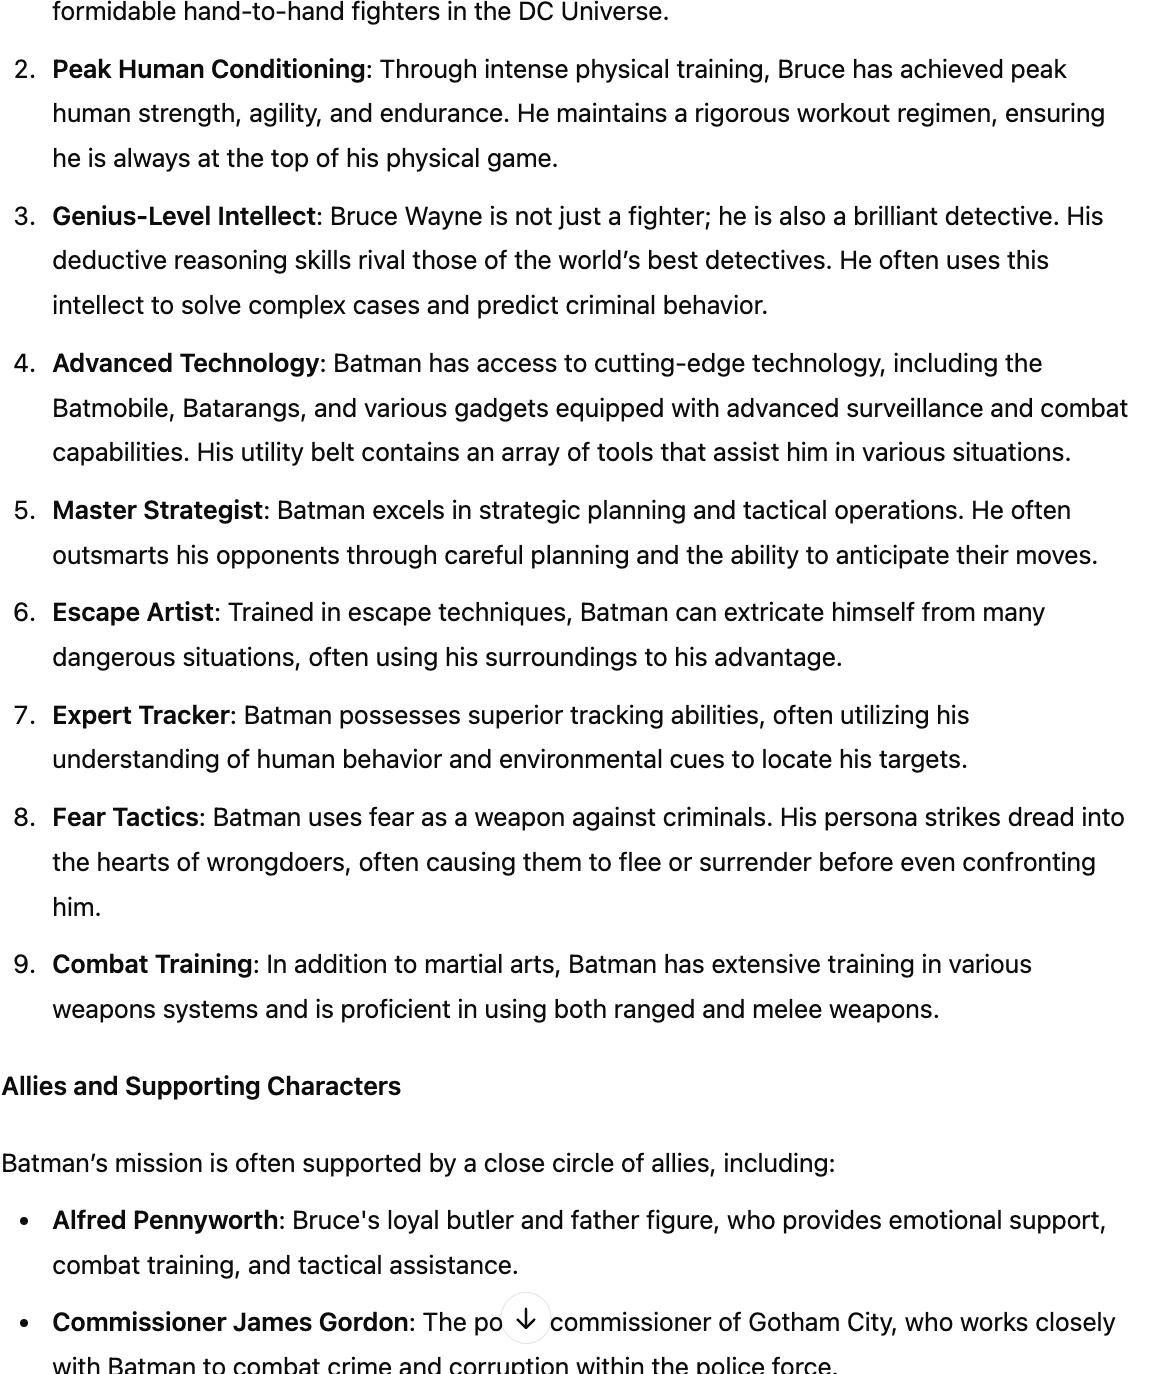 formidable hand-to-hand fighters in the DC Universe.
2. Peak Human Conditioning: Through intense physical training, Bruce has achieved peak
human strength, agility, and endurance. He maintains a rigorous workout regimen, ensuring
he is always at the top of his physical game.
3. Genius-Level Intellect: Bruce Wayne is not just a fighter; he is also a brilliant detective. His
deductive reasoning skills rival those of the world’s best detectives. He often uses this
intellect to solve complex cases and predict criminal behavior.
4. Advanced Technology: Batman has access to cutting-edge technology, including the
Batmobile, Batarangs, and various gadgets equipped with advanced surveillance and combat
capabilities. His utility belt contains an array of tools that assist him in various situations.
5. Master Strategist: Batman excels in strategic planning and tactical operations. He often
outsmarts his opponents through careful planning and the ability to anticipate their moves.
6. Escape Artist: Trained in escape techniques, Batman can extricate himself from many
dangerous situations, often using his surroundings to his advantage.
7. Expert Tracker: Batman possesses superior tracking abilities, often utilizing his
understanding of human behavior and environmental cues to locate his targets.
8. Fear Tactics: Batman uses fear as a weapon against criminals. His persona strikes dread into
the hearts of wrongdoers, often causing them to flee or surrender before even confronting
him.
9. Combat Training: In addition to martial arts, Batman has extensive training in various
weapons systems and is proficient in using both ranged and melee weapons.
Allies and Supporting Characters
Batman’s mission is often supported by a close circle of allies, including:
• Alfred Pennyworth: Bruce's loyal butler and father figure, who provides emotional support,
combat training, and tactical assistance.
• Commissioner James Gordon: The po commissioner of Gotham City, who works closely
with Batman to combat crime and corruption within the police force.